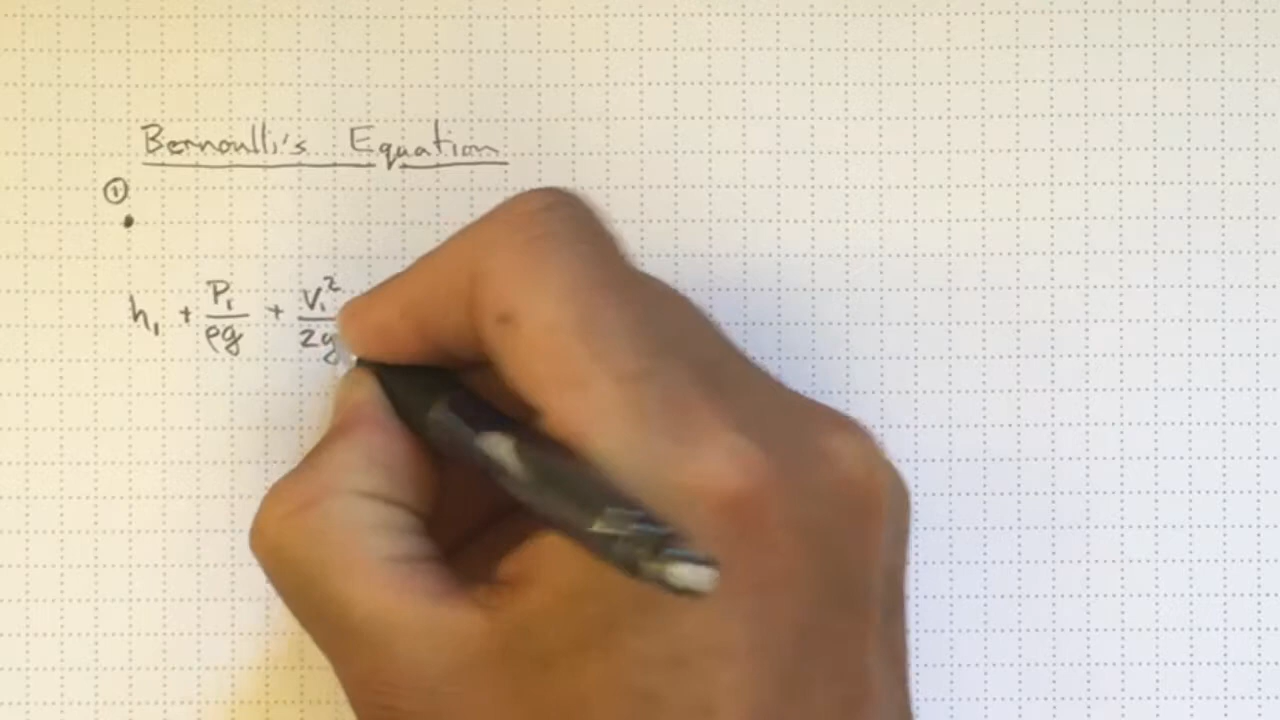 Bernoulli's Equation
①
h₁ + P₁/ρg + V₁²/2g